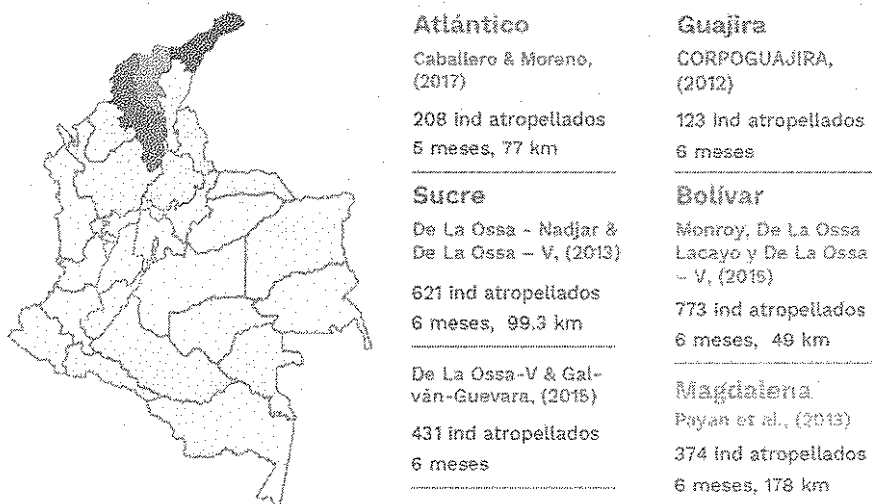 Atlántico
Caballero & Moreno,
(2017)
208 ind atropellados
5 meses, 77 km
Sucre
De La Ossa - Nadjar &
De La Ossa – V, (2013)
621 ind atropellados
6 meses, 99.3 km
De La Ossa-V & Gal-
ván-Guevara, (2015)
431 ind atropellados
6 meses
Guajira
CORPOGUAJIRA,
(2012)
123 ind atropellados
6 meses
Bolívar
Monroy, De La Ossa
Lacayo y De La Ossa
– V, (2015)
773 ind atropellados
6 meses, 49 km
Magdalena
Payan et al., (2013)
374 ind atropellados
6 meses, 178 km